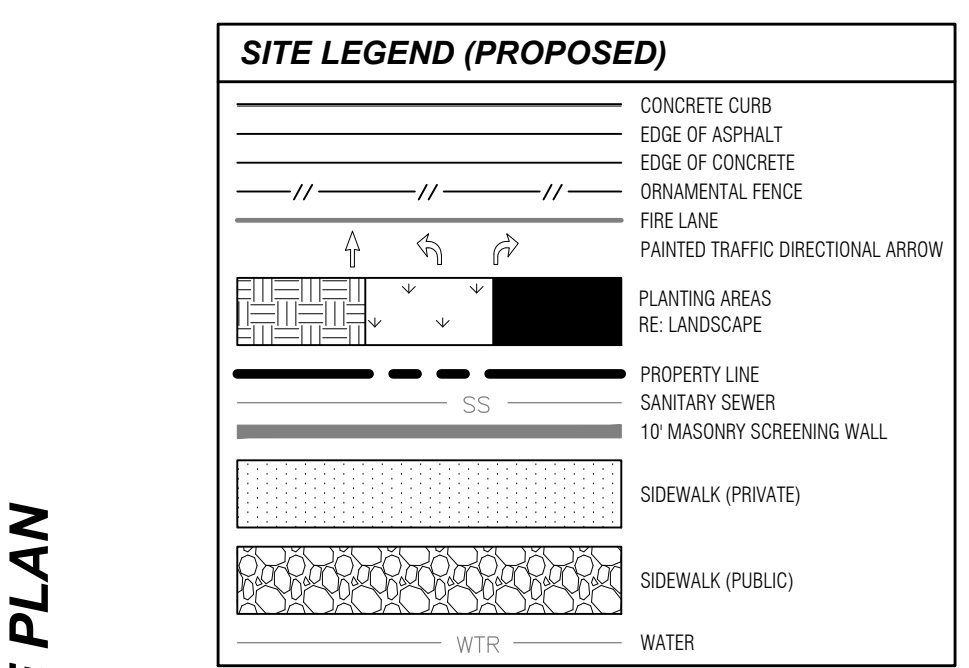 SITE LEGEND (PROPOSED)
CONCRETE CURB
EDGE OF ASPHALT
EDGE OF CONCRETE
ORNAMENTAL FENCE
FIRE LANE
PAINTED TRAFFIC DIRECTIONAL ARROW
PLANTING AREAS
RE: LANDSCAPE
PROPERTY LINE
SS SANITARY SEWER
10' MASONRY SCREENING WALL
SIDEWALK (PRIVATE)
SIDEWALK (PUBLIC)
WTR WATER
PLAN